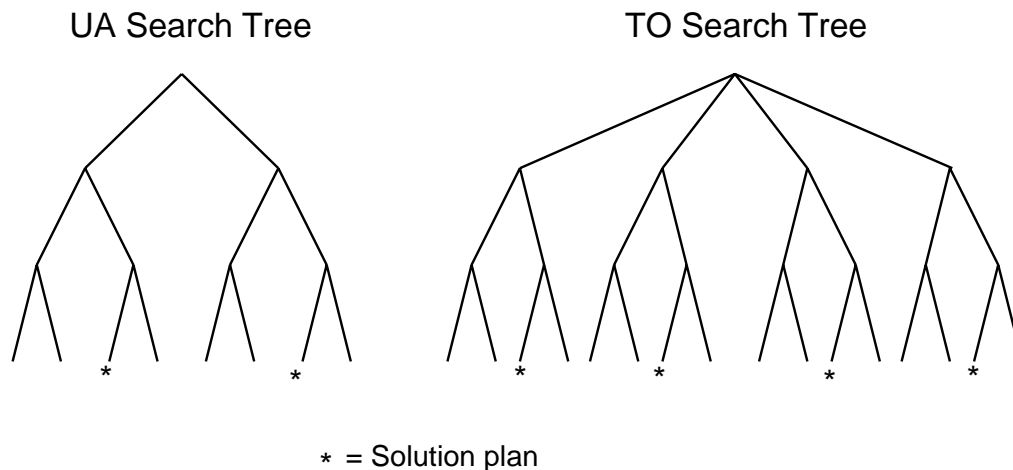 UA Search Tree
TO Search Tree
* *
* * * *
* = Solution plan